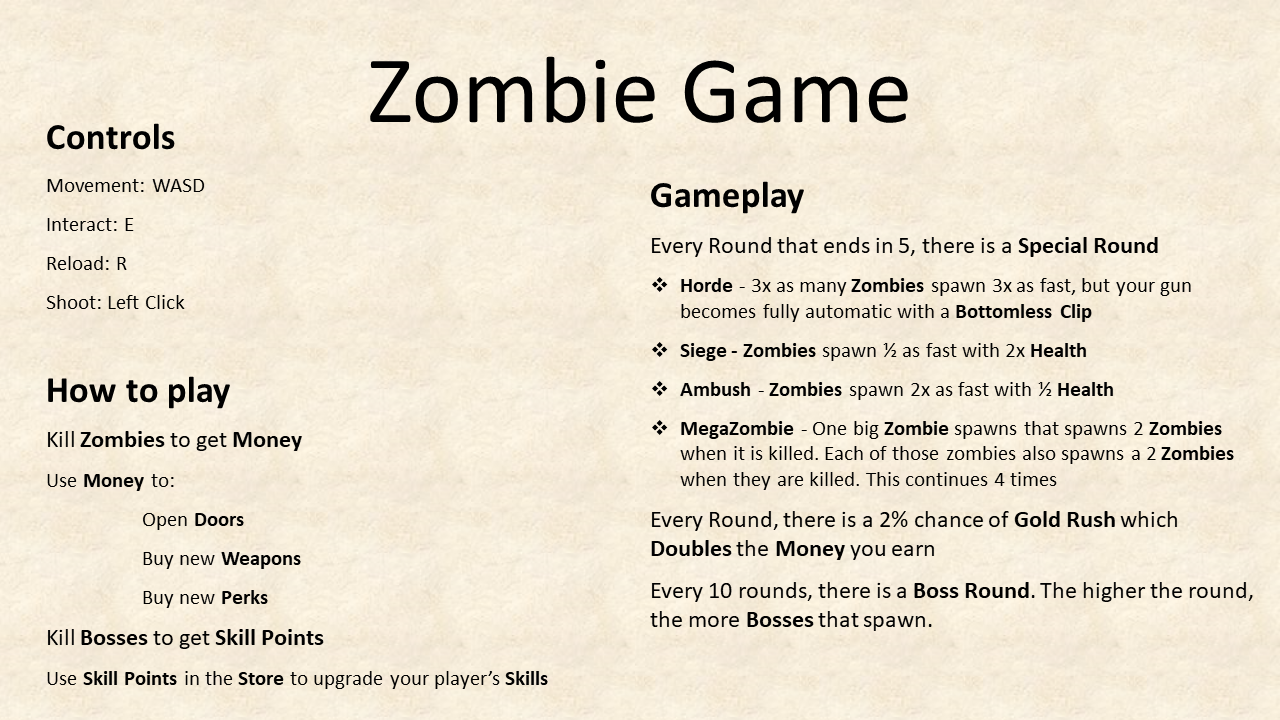 Zombie Game
Controls
Movement: WASD
Interact: E
Reload: R
Shoot: Left Click
How to play
Kill Zombies to get Money
Use Money to:
Open Doors
Buy new Weapons
Buy new Perks
Kill Bosses to get Skill Points
Use Skill Points in the Store to upgrade your player’s Skills
Gameplay
Every Round that ends in 5, there is a Special Round
❖ Horde - 3x as many Zombies spawn 3x as fast, but your gun
becomes fully automatic with a Bottomless Clip
❖ Siege - Zombies spawn ½ as fast with 2x Health
❖ Ambush - Zombies spawn 2x as fast with ½ Health
❖ MegaZombie - One big Zombie spawns that spawns 2 Zombies
when it is killed. Each of those zombies also spawns a 2 Zombies
when they are killed. This continues 4 times
Every Round, there is a 2% chance of Gold Rush which
Doubles the Money you earn
Every 10 rounds, there is a Boss Round. The higher the round,
the more Bosses that spawn.